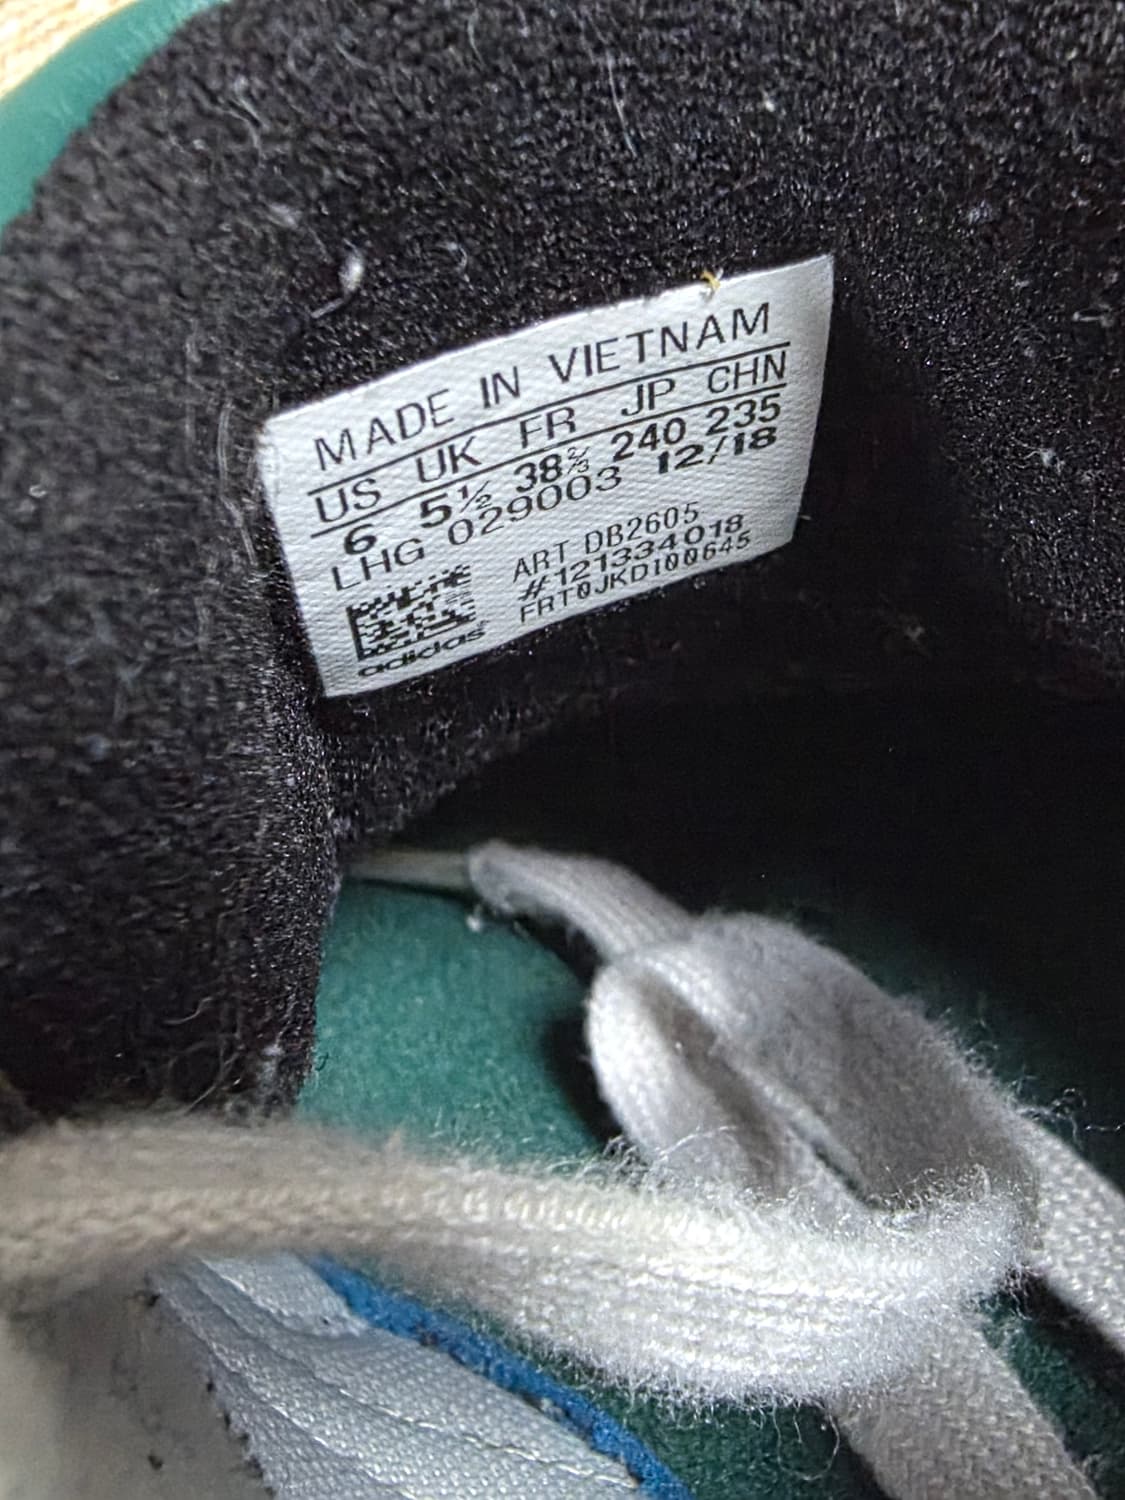 MADE IN VIETNAM
US UK FR JP CHN
6 5½ 38⅔ 240 235
LHG 029003 12/18
ART DB2605
#121334018
FRT0JKD100645
adidas